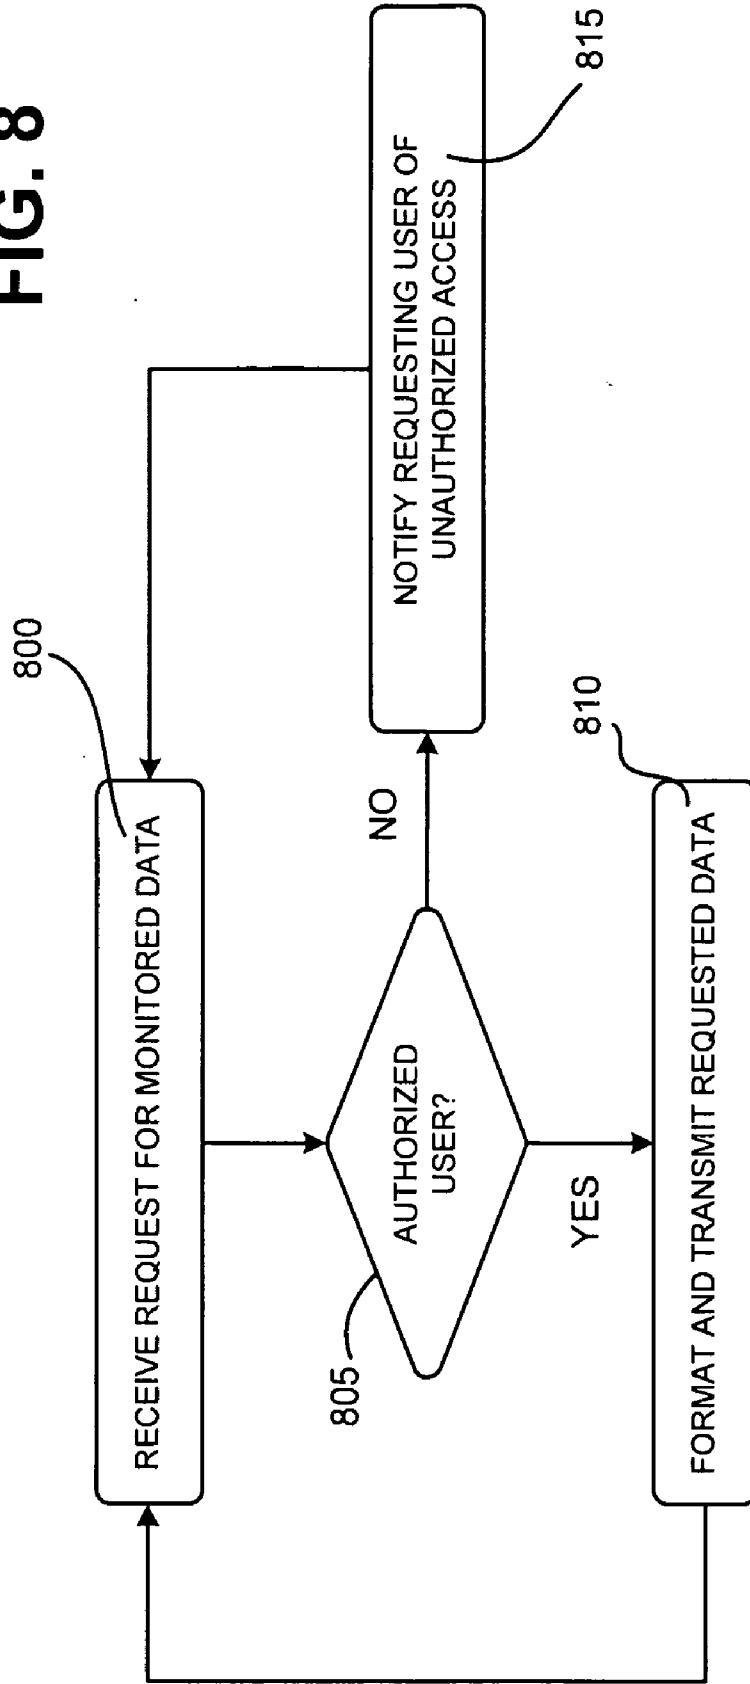 FIG. 8
800
RECEIVE REQUEST FOR MONITORED DATA
805
AUTHORIZED
USER?
NO
NOTIFY REQUESTING USER OF
UNAUTHORIZED ACCESS
815
YES
810
FORMAT AND TRANSMIT REQUESTED DATA